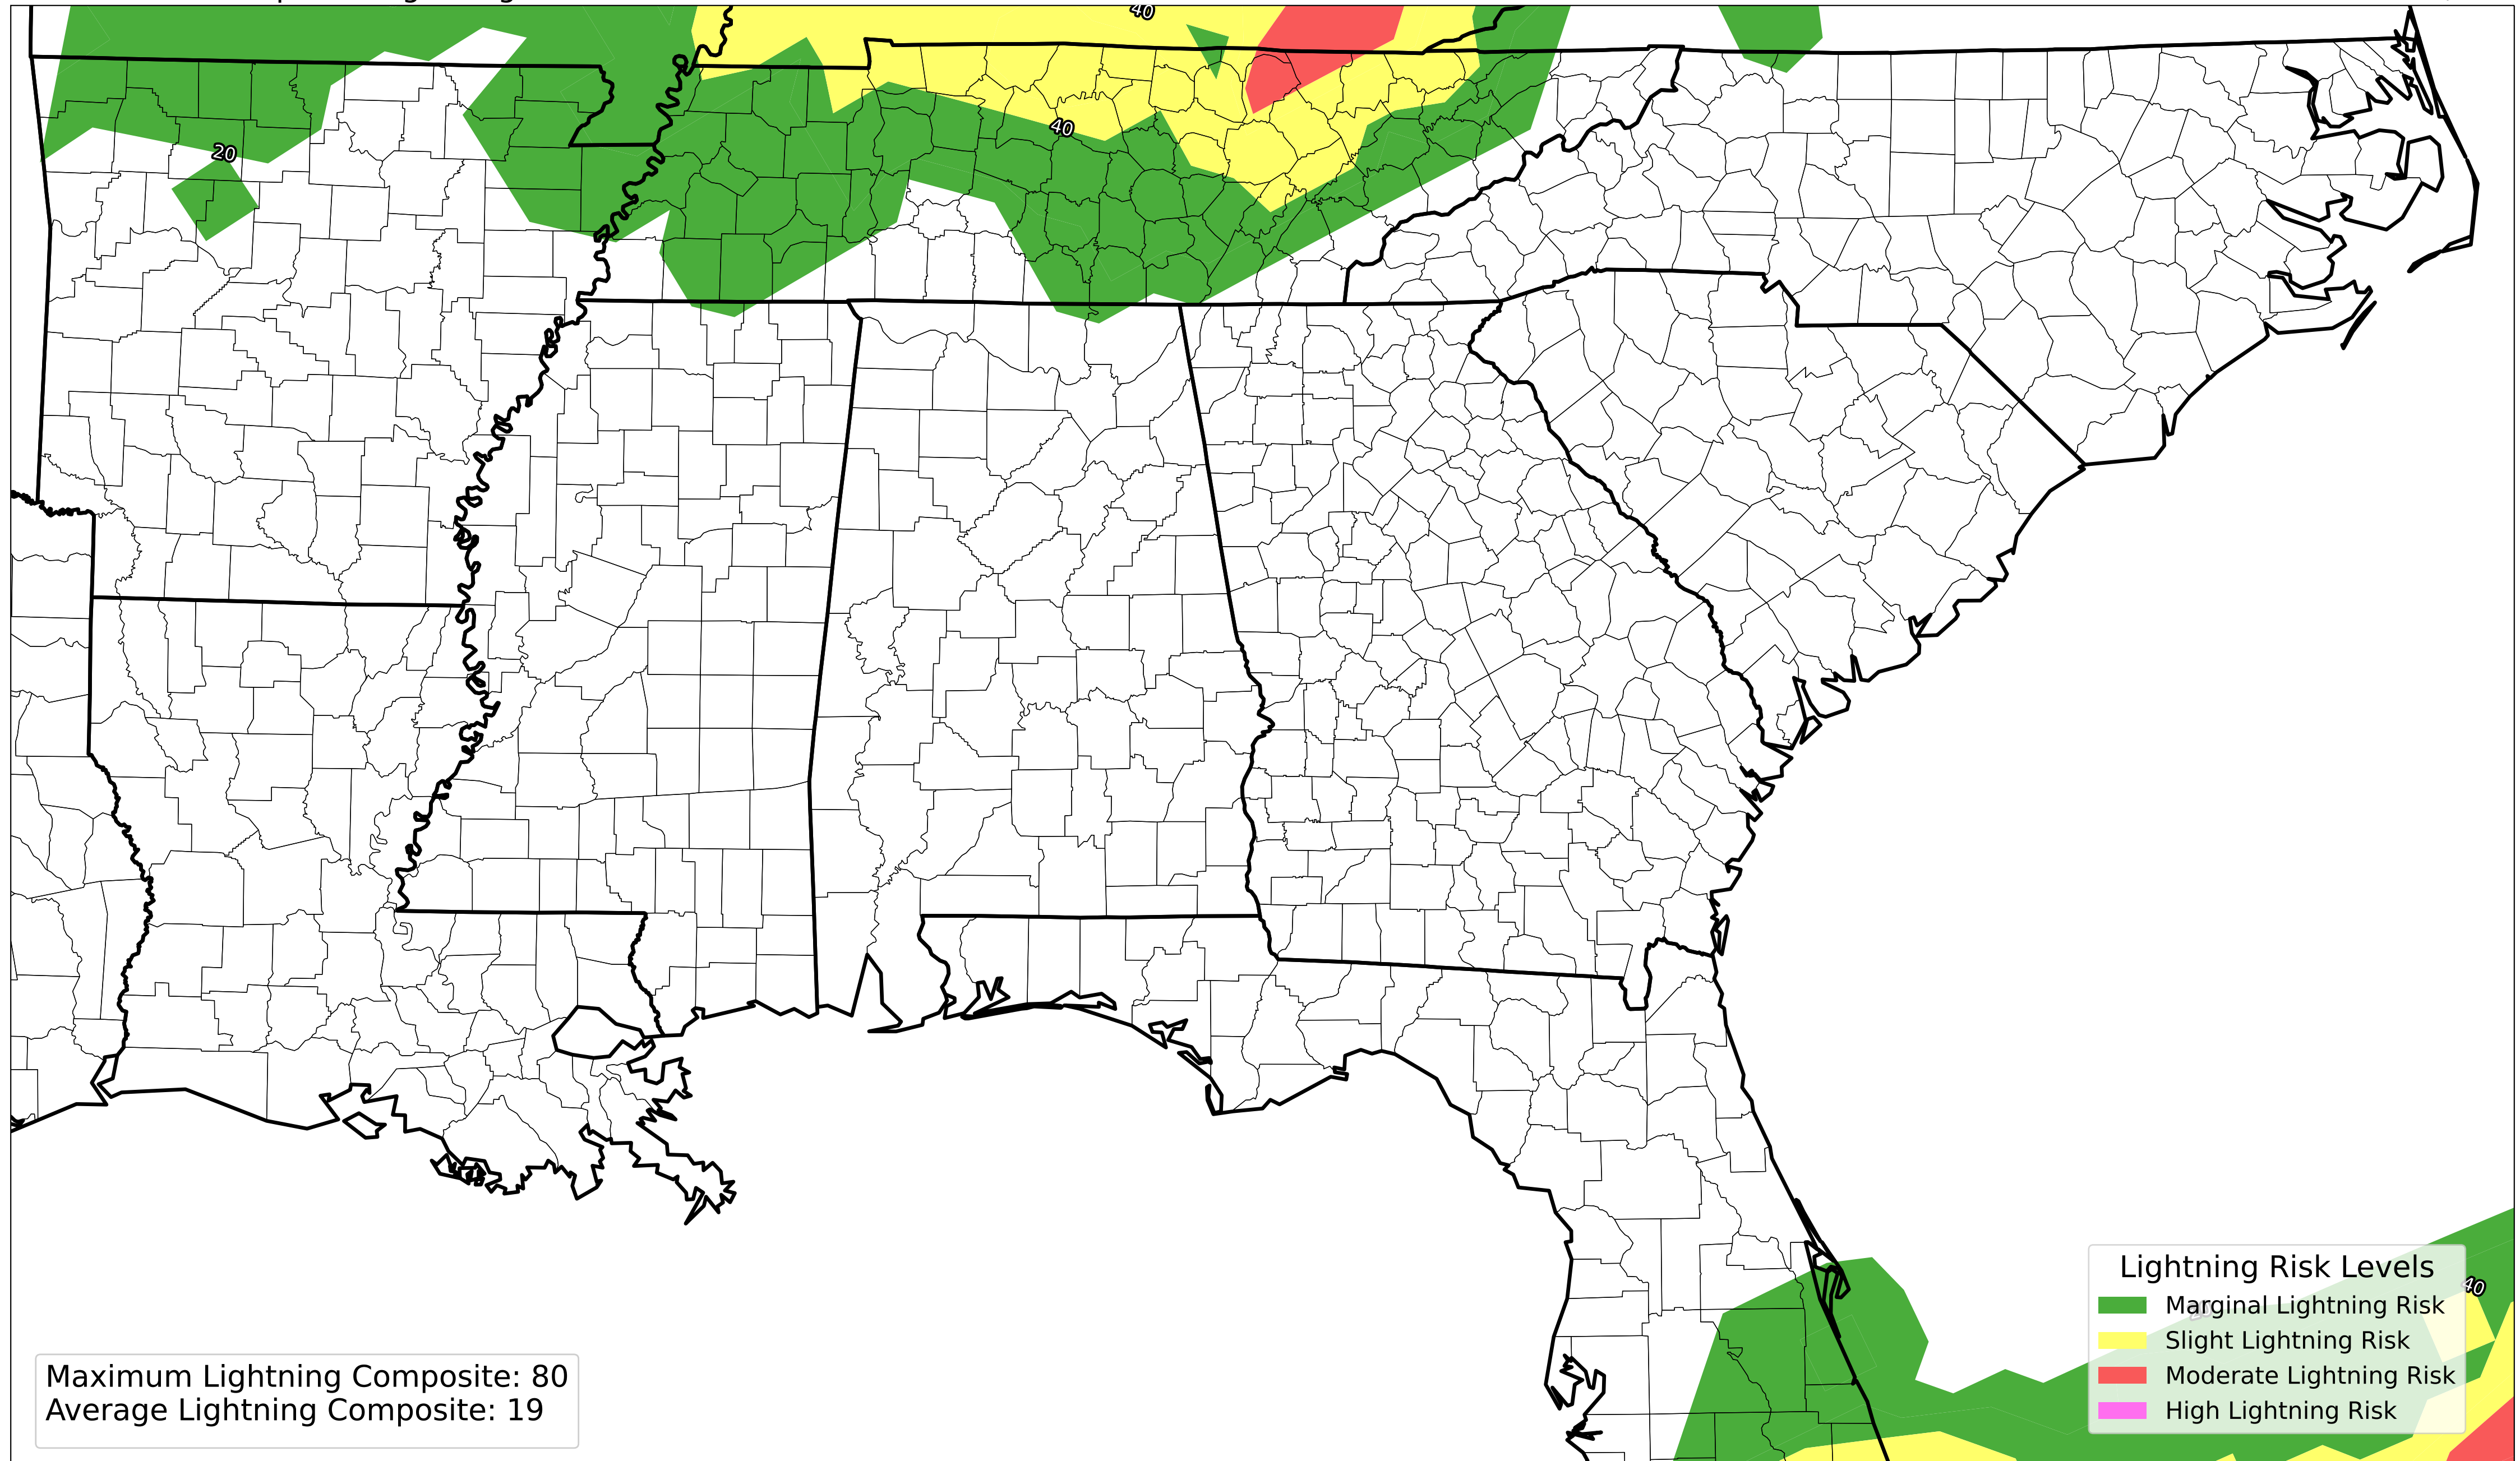 40
40
20
40
Lightning Risk Levels
Marginal Lightning Risk
Slight Lightning Risk
Moderate Lightning Risk
High Lightning Risk
Maximum Lightning Composite: 80
Average Lightning Composite: 19